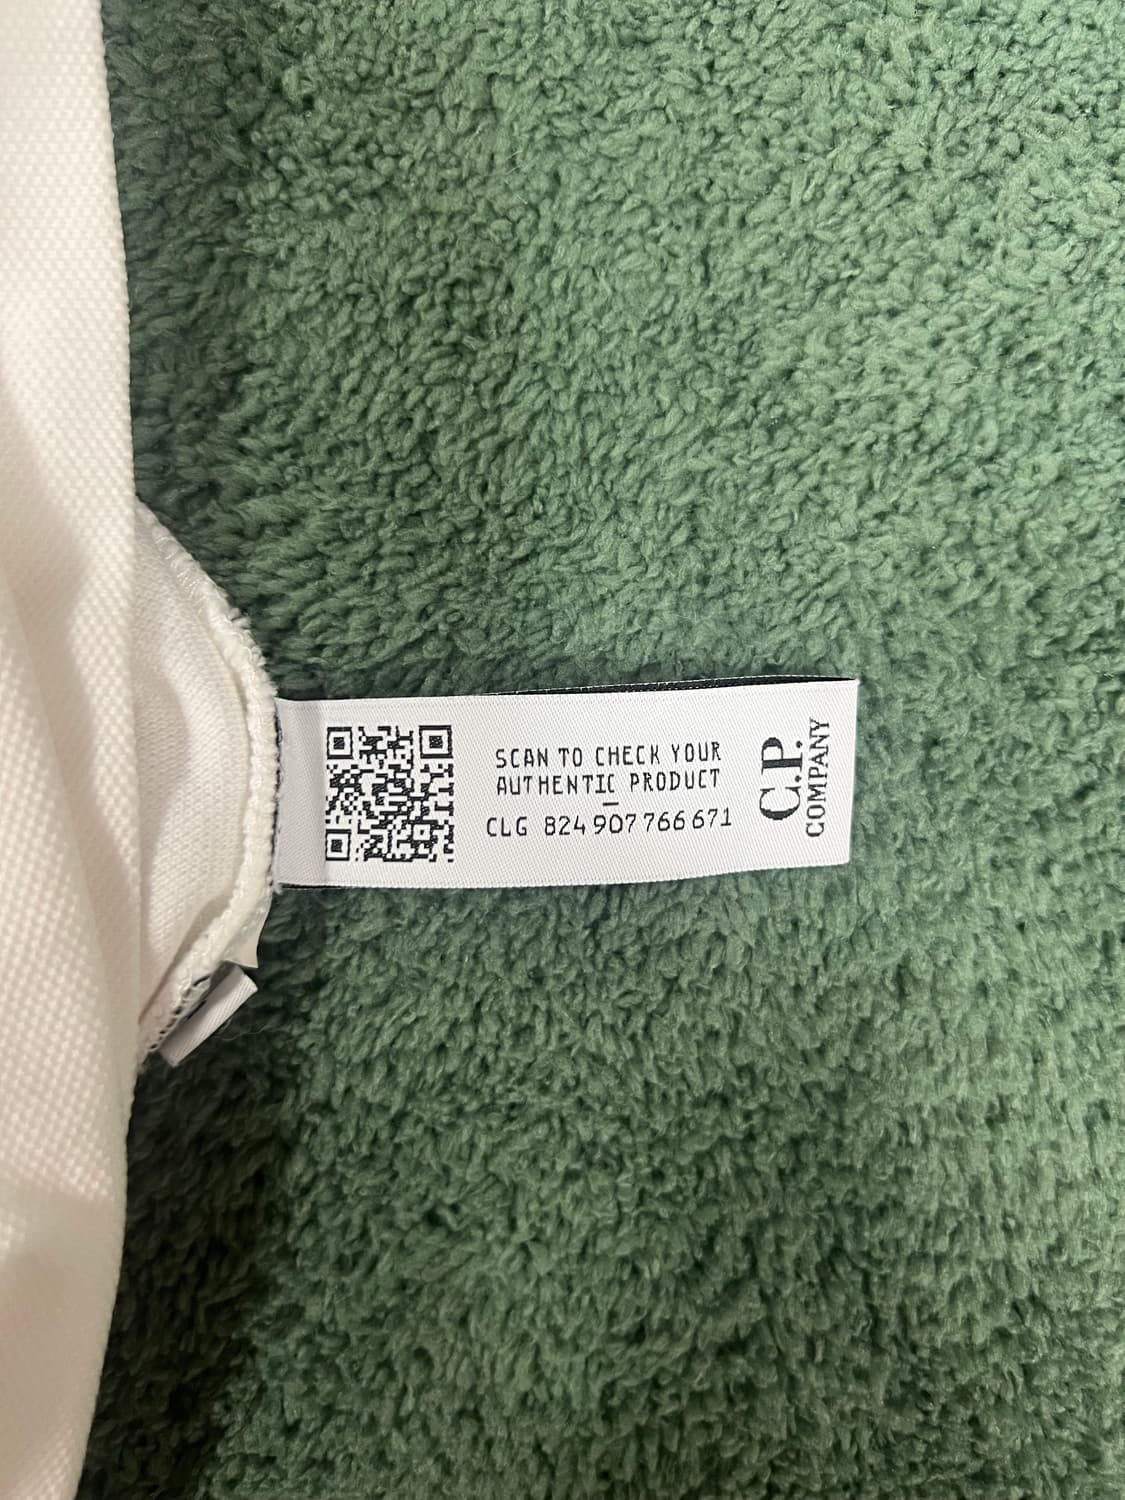 SCAN TO CHECK YOUR
AUTHENTIC PRODUCT
–
CLG 824 907 766 671
C.P.
COMPANY